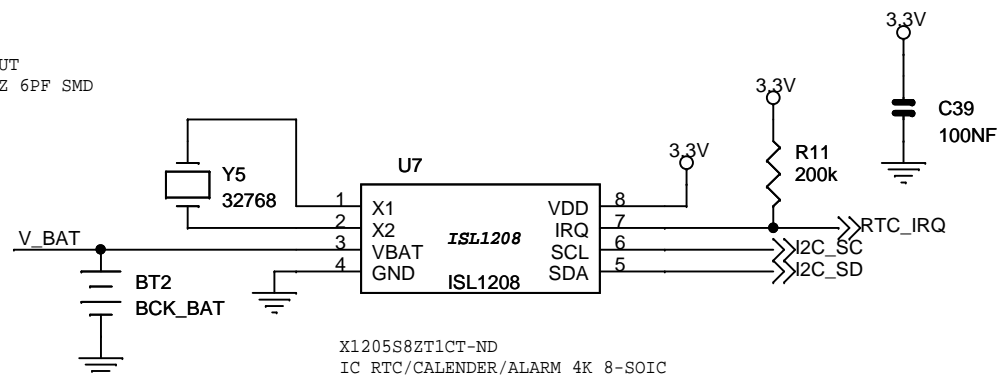 3.3V
UT
Z 6PF SMD
3.3V
C39
100NF
Y5
32768
U7
3.3V
R11
200k
1
X1
VDD
8
2
X2
IRQ
7
RTC_IRQ
V_BAT
3
VBAT
ISL1208
SCL
6
I2C_SC
4
GND
ISL1208
SDA
5
I2C_SD
BT2
BCK_BAT
X1205S8ZT1CT-ND
IC RTC/CALENDER/ALARM 4K 8-SOIC